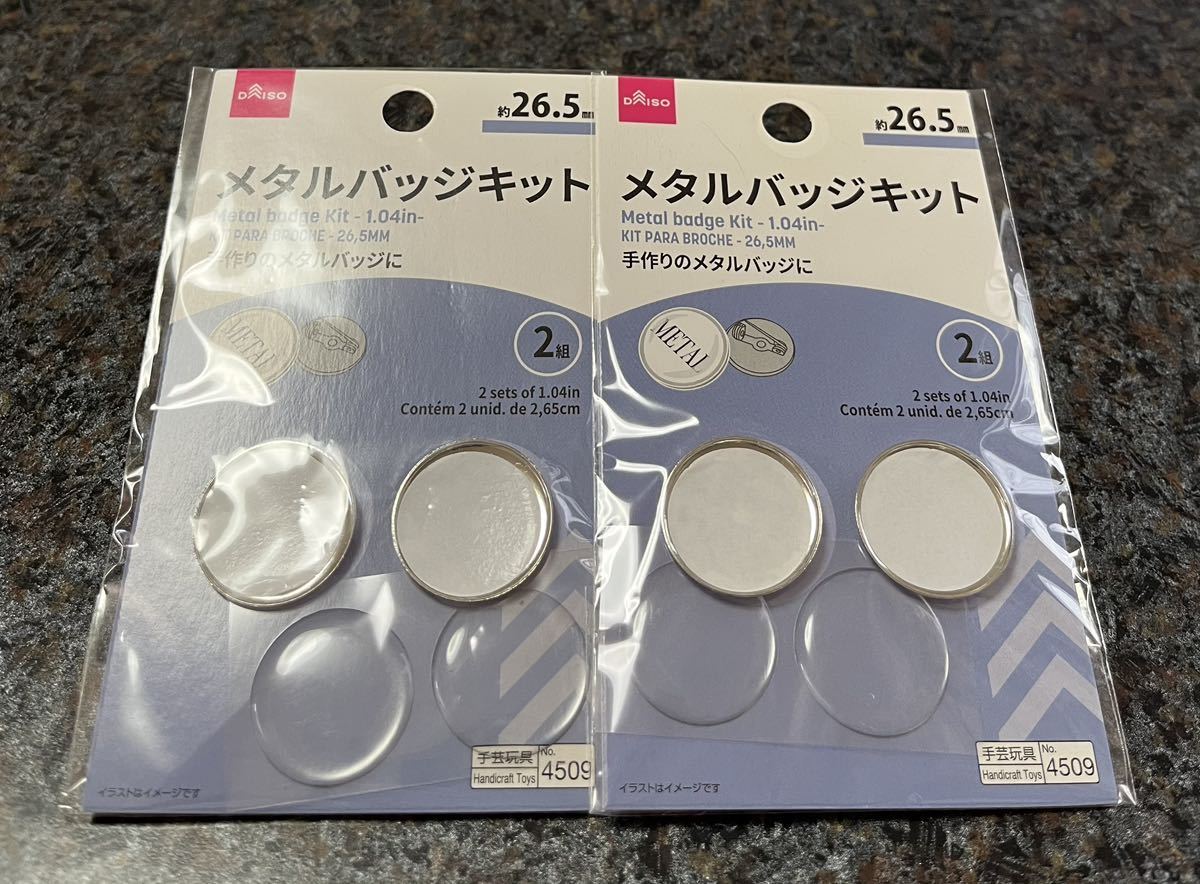 DAISO
約26.5mm
メタルバッジキット
Metal badge Kit - 1.04in-
KIT PARA BROCHE - 26,5MM
手作りのメタルバッジに
METAL
2組
2 sets of 1.04in
Contém 2 unid. de 2,65cm
手芸玩具
Handicraft Toys
No.
4509
イラストはイメージです
DAISO
約26.5mm
メタルバッジキット
Metal badge Kit - 1.04in-
KIT PARA BROCHE - 26,5MM
手作りのメタルバッジに
METAL
2組
2 sets of 1.04in
Contém 2 unid. de 2,65cm
手芸玩具
Handicraft Toys
No.
4509
イラストはイメージです